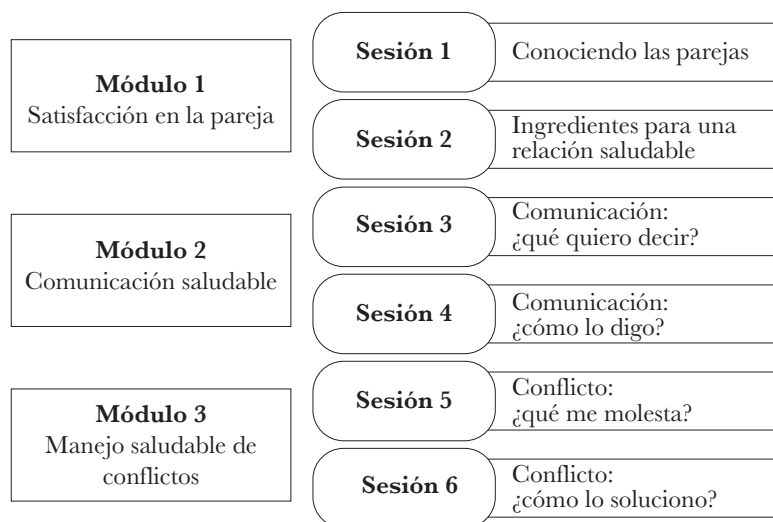 Módulo 1
Satisfacción en la pareja
Sesión 1
Conociendo las parejas
Sesión 2
Ingredientes para una
relación saludable
Módulo 2
Comunicación saludable
Sesión 3
Comunicación:
¿qué quiero decir?
Sesión 4
Comunicación:
¿cómo lo digo?
Módulo 3
Manejo saludable de
conflictos
Sesión 5
Conflicto:
¿qué me molesta?
Sesión 6
Conflicto:
¿cómo lo soluciono?